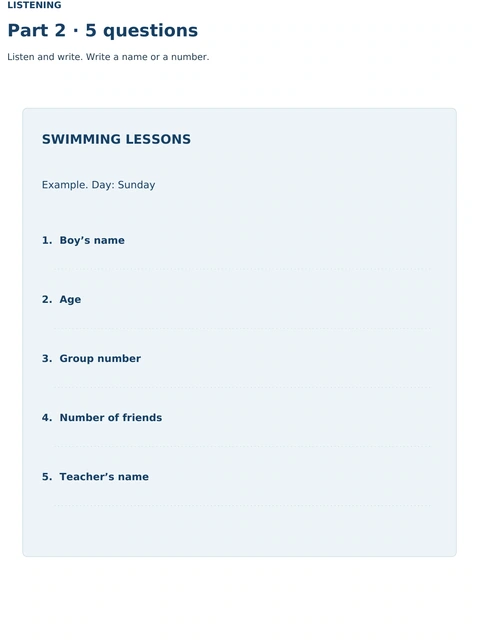 LISTENING
Part 2 · 5 questions
Listen and write. Write a name or a number.
SWIMMING LESSONS
Example. Day: Sunday
1. Boy’s name
2. Age
3. Group number
4. Number of friends
5. Teacher’s name